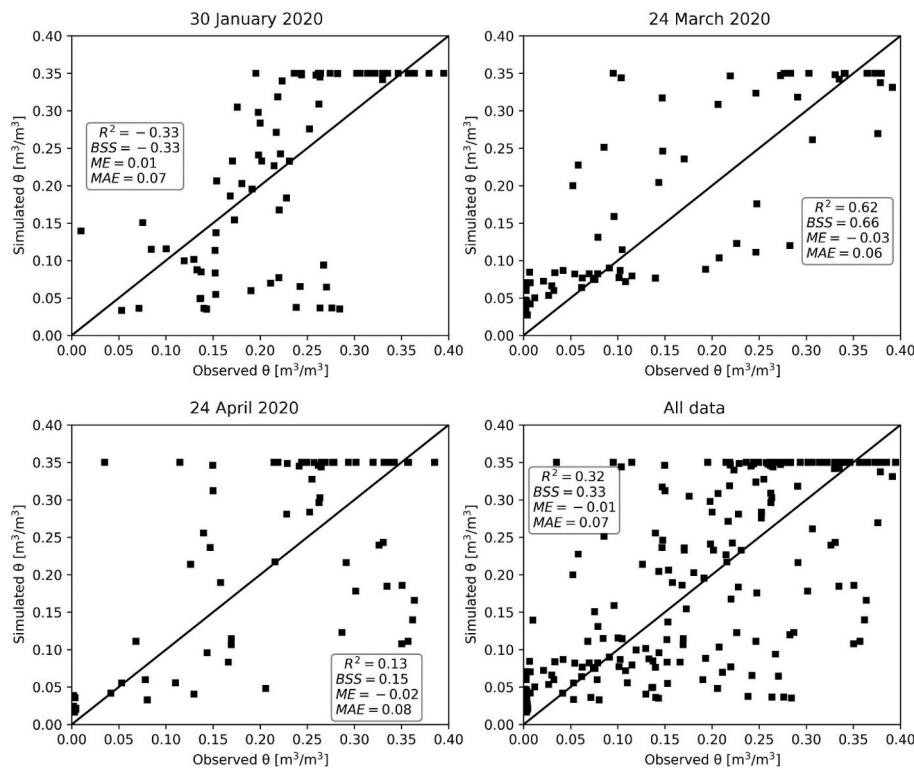 30 January 2020
0.40
0.35
0.30
0.25
0.20
0.15
0.10
0.05
0.00
Simulated θ [m³/m³]
R² = −0.33
BSS = −0.33
ME = 0.01
MAE = 0.07
0.00 0.05 0.10 0.15 0.20 0.25 0.30 0.35 0.40
Observed θ [m³/m³]
24 March 2020
0.40
0.35
0.30
0.25
0.20
0.15
0.10
0.05
0.00
Simulated θ [m³/m³]
R² = 0.62
BSS = 0.66
ME = −0.03
MAE = 0.06
0.00 0.05 0.10 0.15 0.20 0.25 0.30 0.35 0.40
Observed θ [m³/m³]
24 April 2020
0.40
0.35
0.30
0.25
0.20
0.15
0.10
0.05
0.00
Simulated θ [m³/m³]
R² = 0.13
BSS = 0.15
ME = −0.02
MAE = 0.08
0.00 0.05 0.10 0.15 0.20 0.25 0.30 0.35 0.40
Observed θ [m³/m³]
All data
0.40
0.35
0.30
0.25
0.20
0.15
0.10
0.05
0.00
Simulated θ [m³/m³]
R² = 0.32
BSS = 0.33
ME = −0.01
MAE = 0.07
0.00 0.05 0.10 0.15 0.20 0.25 0.30 0.35 0.40
Observed θ [m³/m³]